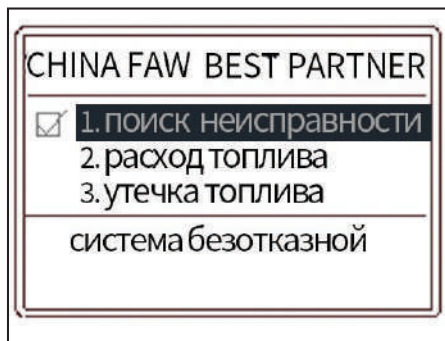 CHINA FAW BEST PARTNER
1. поиск неисправности
2. расход топлива
3. утечка топлива
система безотказной